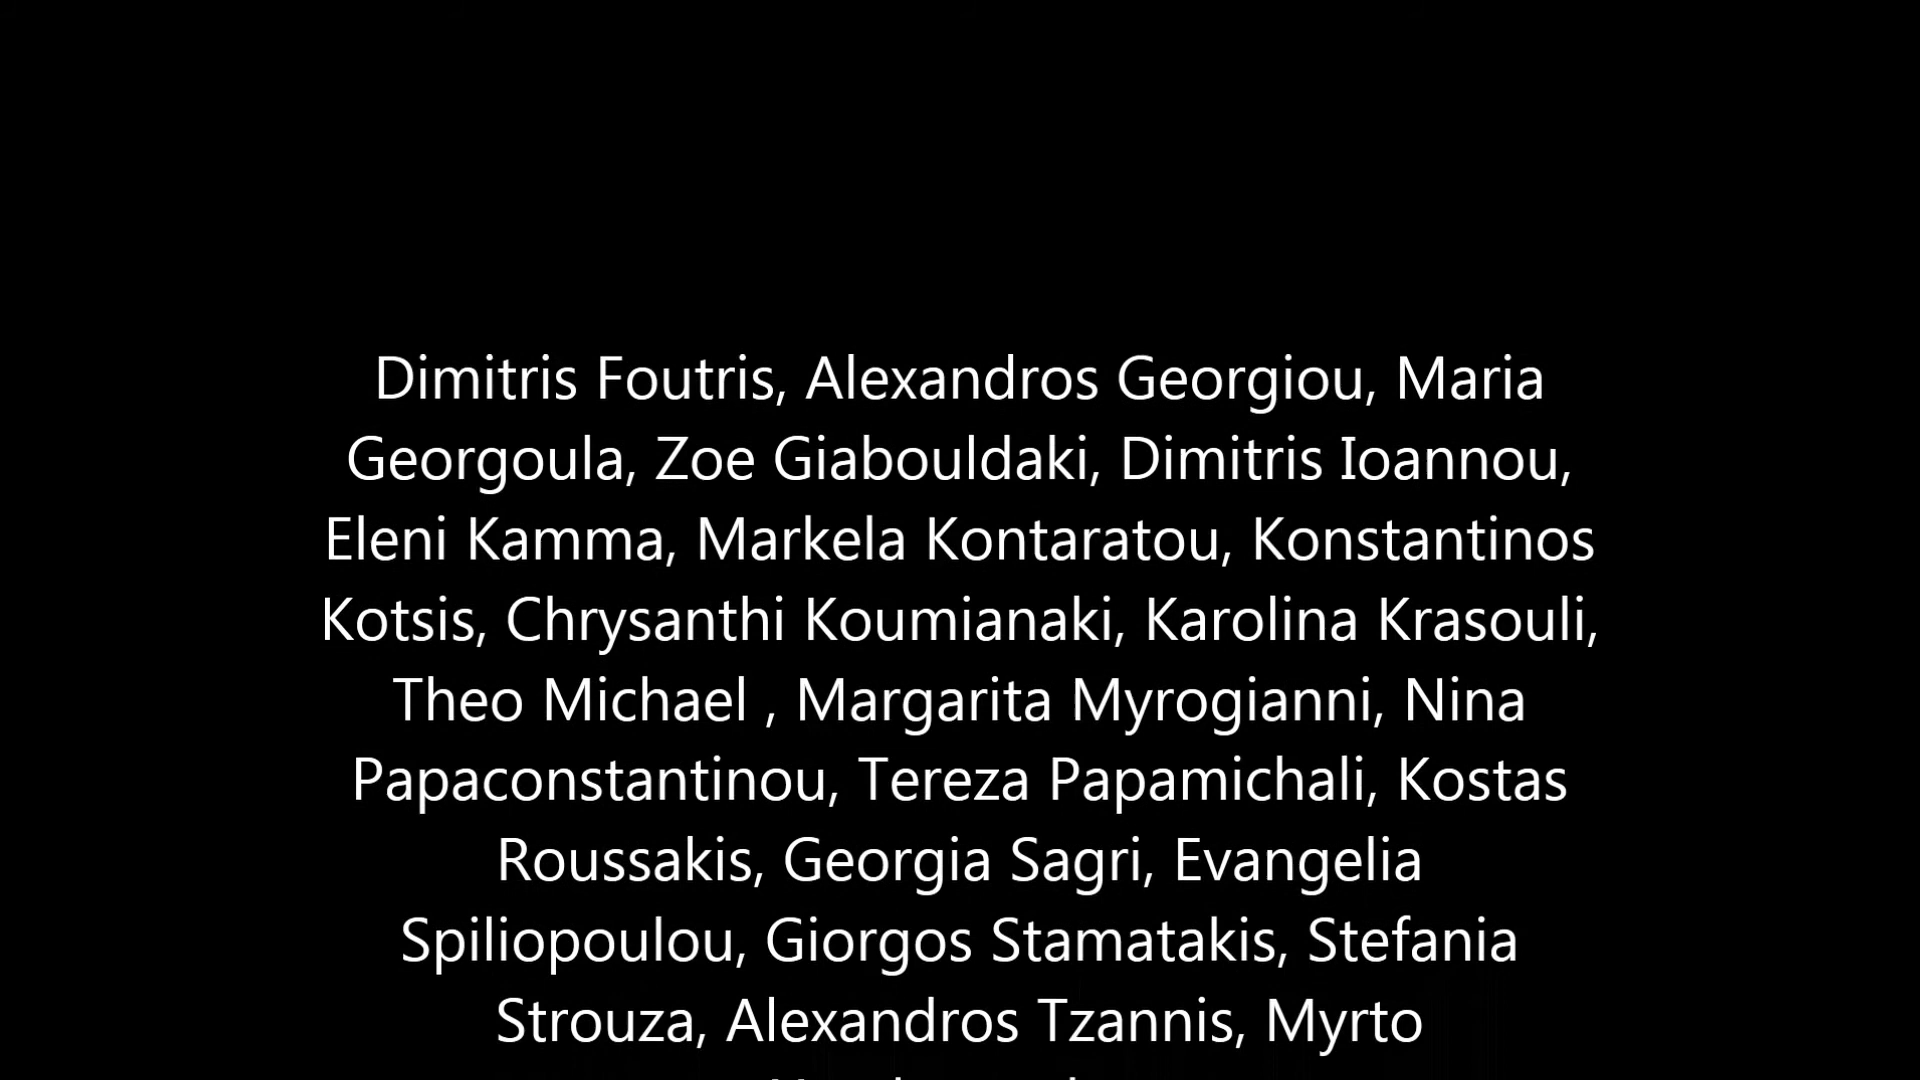 Dimitris Foutris, Alexandros Georgiou, Maria
Georgoula, Zoe Giabouldaki, Dimitris Ioannou,
Eleni Kamma, Markela Kontaratou, Konstantinos
Kotsis, Chrysanthi Koumianaki, Karolina Krasouli,
Theo Michael , Margarita Myrogianni, Nina
Papaconstantinou, Tereza Papamichali, Kostas
Roussakis, Georgia Sagri, Evangelia
Spiliopoulou, Giorgos Stamatakis, Stefania
Strouza, Alexandros Tzannis, Myrto